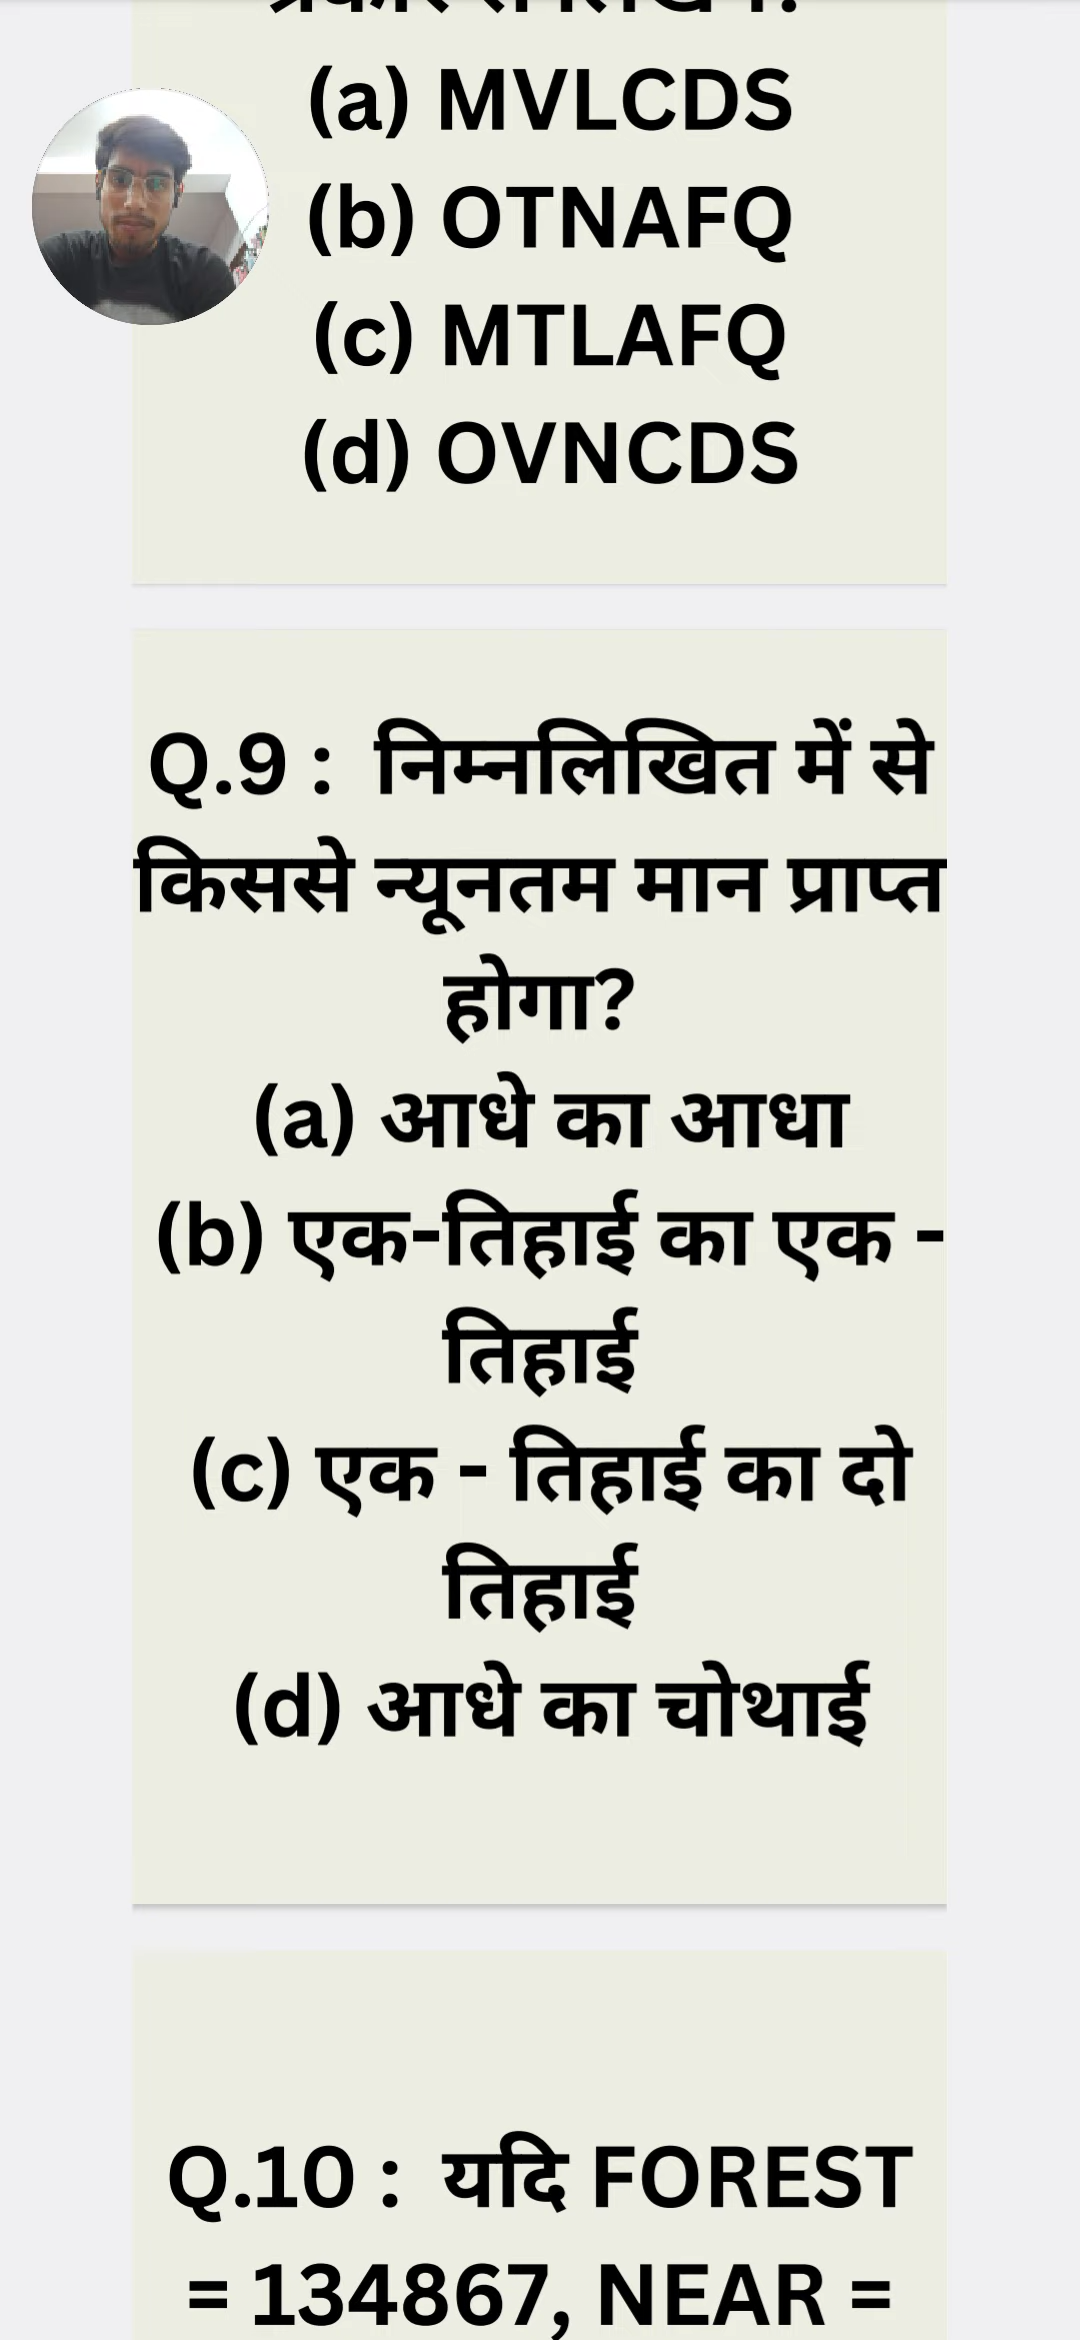 (a) MVLCDS
(b) OTNAFQ
(c) MTLAFQ
(d) OVNCDS
Q.9 : निम्नलिखित में से
किससे न्यूनतम मान प्राप्त
होगा?
(a) आधे का आधा
(b) एक-तिहाई का एक -
तिहाई
(c) एक - तिहाई का दो
तिहाई
(d) आधे का चोथाई
Q.10 : यदि FOREST
= 134867, NEAR =